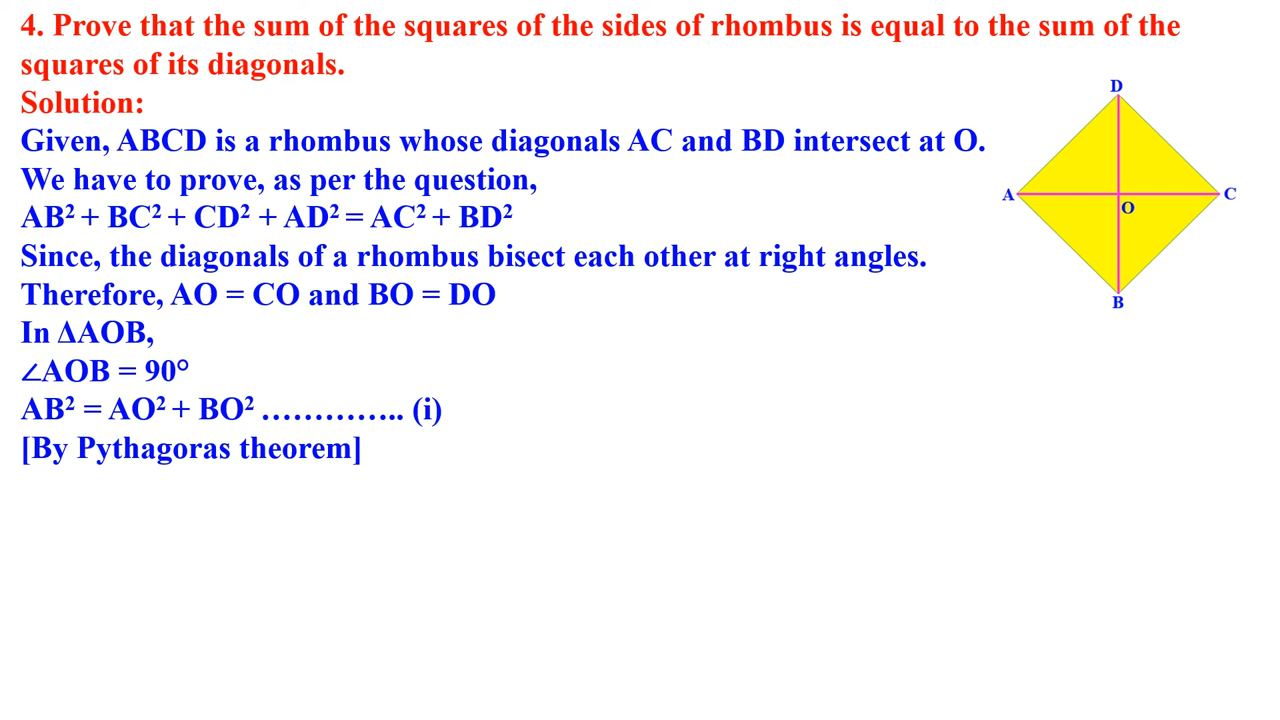 4. Prove that the sum of the squares of the sides of rhombus is equal to the sum of the
squares of its diagonals.
Solution:
Given, ABCD is a rhombus whose diagonals AC and BD intersect at O.
We have to prove, as per the question,
AB² + BC² + CD² + AD² = AC² + BD²
Since, the diagonals of a rhombus bisect each other at right angles.
Therefore, AO = CO and BO = DO
In ΔAOB,
∠AOB = 90°
AB² = AO² + BO² ………….. (i)
[By Pythagoras theorem]
D
A
C
O
B